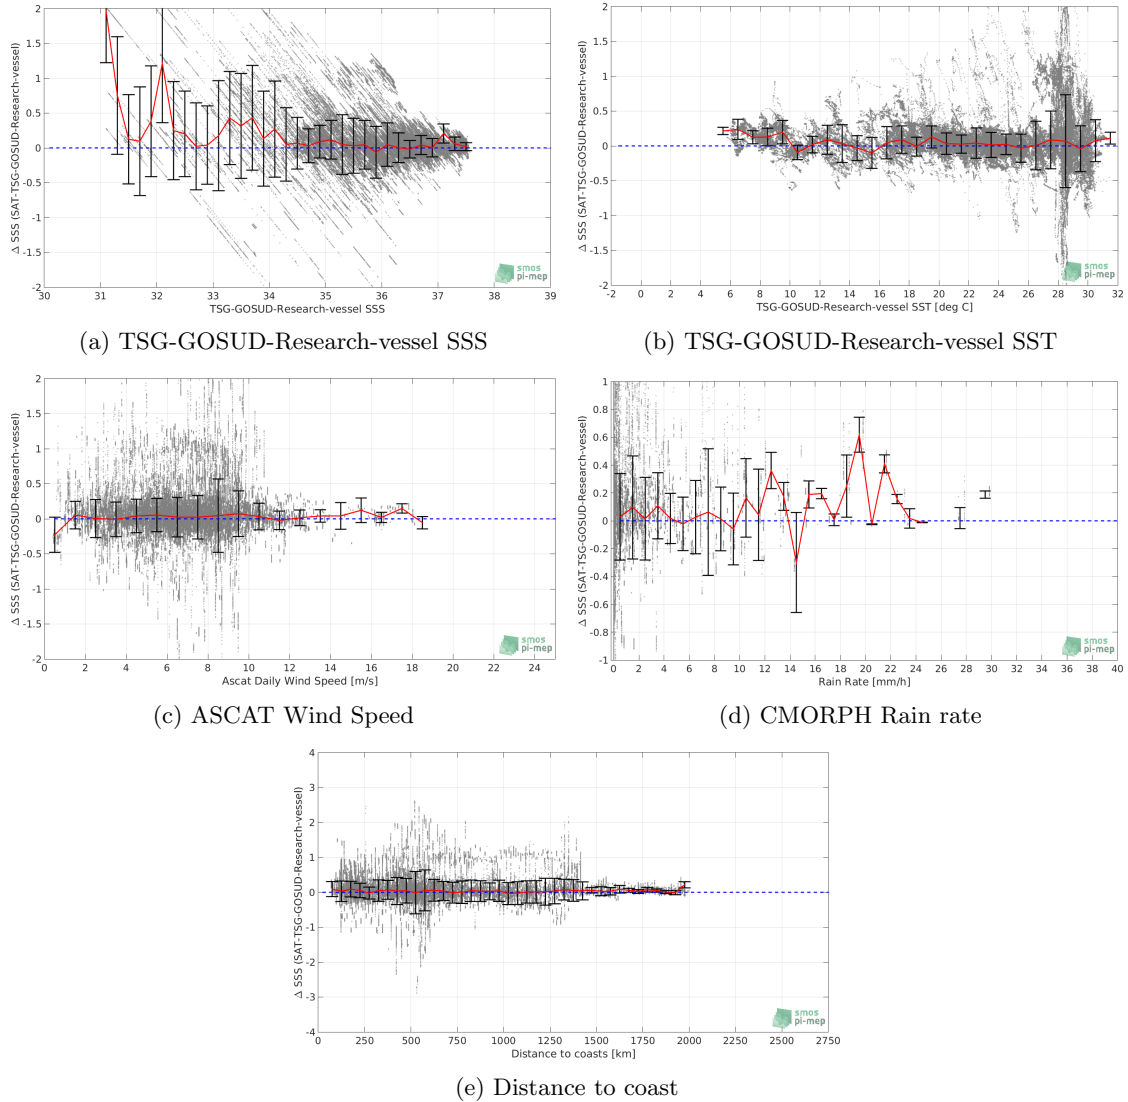 Δ SSS (SAT-TSG-GOSUD-Research-vessel)
2
1.5
1
0.5
0
-0.5
-1
-1.5
-2
30 31 32 33 34 35 36 37 38 39
TSG-GOSUD-Research-vessel SSS
smos
pi-mep
(a) TSG-GOSUD-Research-vessel SSS
Δ SSS (SAT-TSG-GOSUD-Research-vessel)
2
1.5
1
0.5
0
-0.5
-1
-1.5
-2
-2 0 2 4 6 8 10 12 14 16 18 20 22 24 26 28 30 32
TSG-GOSUD-Research-vessel SST [deg C]
smos
pi-mep
(b) TSG-GOSUD-Research-vessel SST
Δ SSS (SAT-TSG-GOSUD-Research-vessel)
2
1.5
1
0.5
0
-0.5
-1
-1.5
-2
0 2 4 6 8 10 12 14 16 18 20 22 24
Ascat Daily Wind Speed [m/s]
smos
pi-mep
(c) ASCAT Wind Speed
Δ SSS (SAT-TSG-GOSUD-Research-vessel)
1
0.8
0.6
0.4
0.2
0
-0.2
-0.4
-0.6
-0.8
-1
0 2 4 6 8 10 12 14 16 18 20 22 24 26 28 30 32 34 36 38 40
Rain Rate [mm/h]
smos
pi-mep
(d) CMORPH Rain rate
Δ SSS (SAT-TSG-GOSUD-Research-vessel)
4
3
2
1
0
-1
-2
-3
-4
0 250 500 750 1000 1250 1500 1750 2000 2250 2500 2750
Distance to coasts [km]
smos
pi-mep
(e) Distance to coast